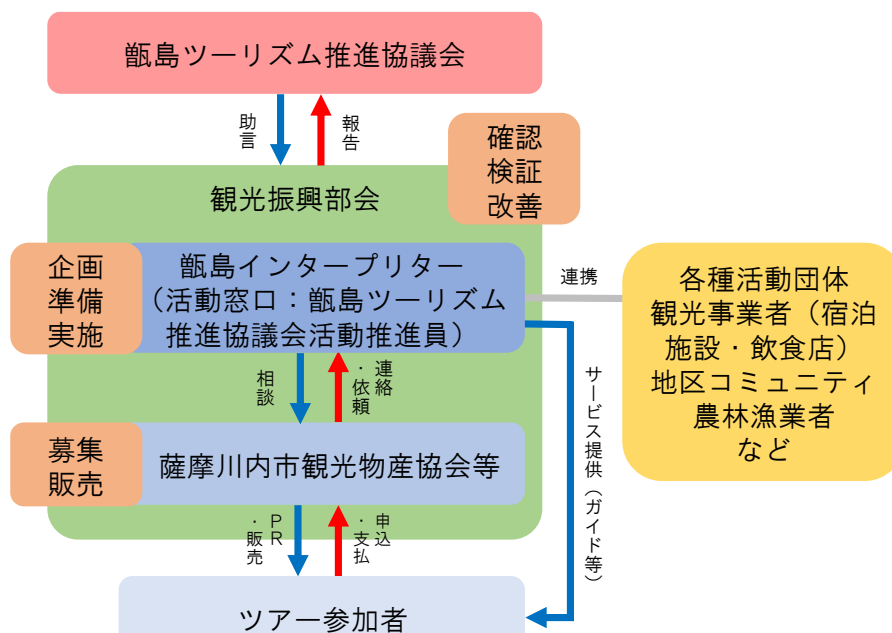 甑島ツーリズム推進協議会
助言
報告
確認
検証
改善
観光振興部会
企画
準備
実施
甑島インタープリター
（活動窓口：甑島ツーリズム
推進協議会活動推進員）
連携
各種活動団体
観光事業者（宿泊
施設・飲食店）
地区コミュニティ
農林漁業者
など
相談
連絡
・依頼
サービス提供（ガイド等）
募集
販売
薩摩川内市観光物産協会等
ＰＲ
・販売
申込
・支払
ツアー参加者